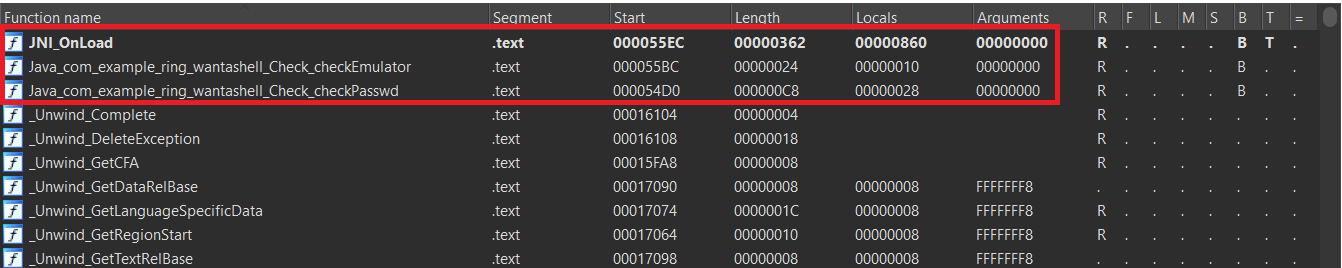 Function name Segment Start Length Locals Arguments R F L M S B T =
f JNI_OnLoad .text 000055EC 00000362 00000860 00000000 R . . . . B T .
f Java_com_example_ring_wantashell_Check_checkEmulator .text 000055BC 00000024 00000010 00000000 R . . . . B . .
f Java_com_example_ring_wantashell_Check_checkPasswd .text 000054D0 000000C8 00000028 00000000 R . . . . B . .
f _Unwind_Complete .text 00016104 00000004 R . . . . . . .
f _Unwind_DeleteException .text 00016108 00000018 R . . . . . . .
f _Unwind_GetCFA .text 00015FA8 00000008 R . . . . . . .
f _Unwind_GetDataRelBase .text 00017090 00000008 00000008 FFFFFFF8 . . . . . . . .
f _Unwind_GetLanguageSpecificData .text 00017074 0000001C 00000008 FFFFFFF8 R . . . . . . .
f _Unwind_GetRegionStart .text 00017064 00000010 00000008 FFFFFFF8 R . . . . . . .
f _Unwind_GetTextRelBase .text 00017098 00000008 00000008 FFFFFFF8 . . . . . . . .